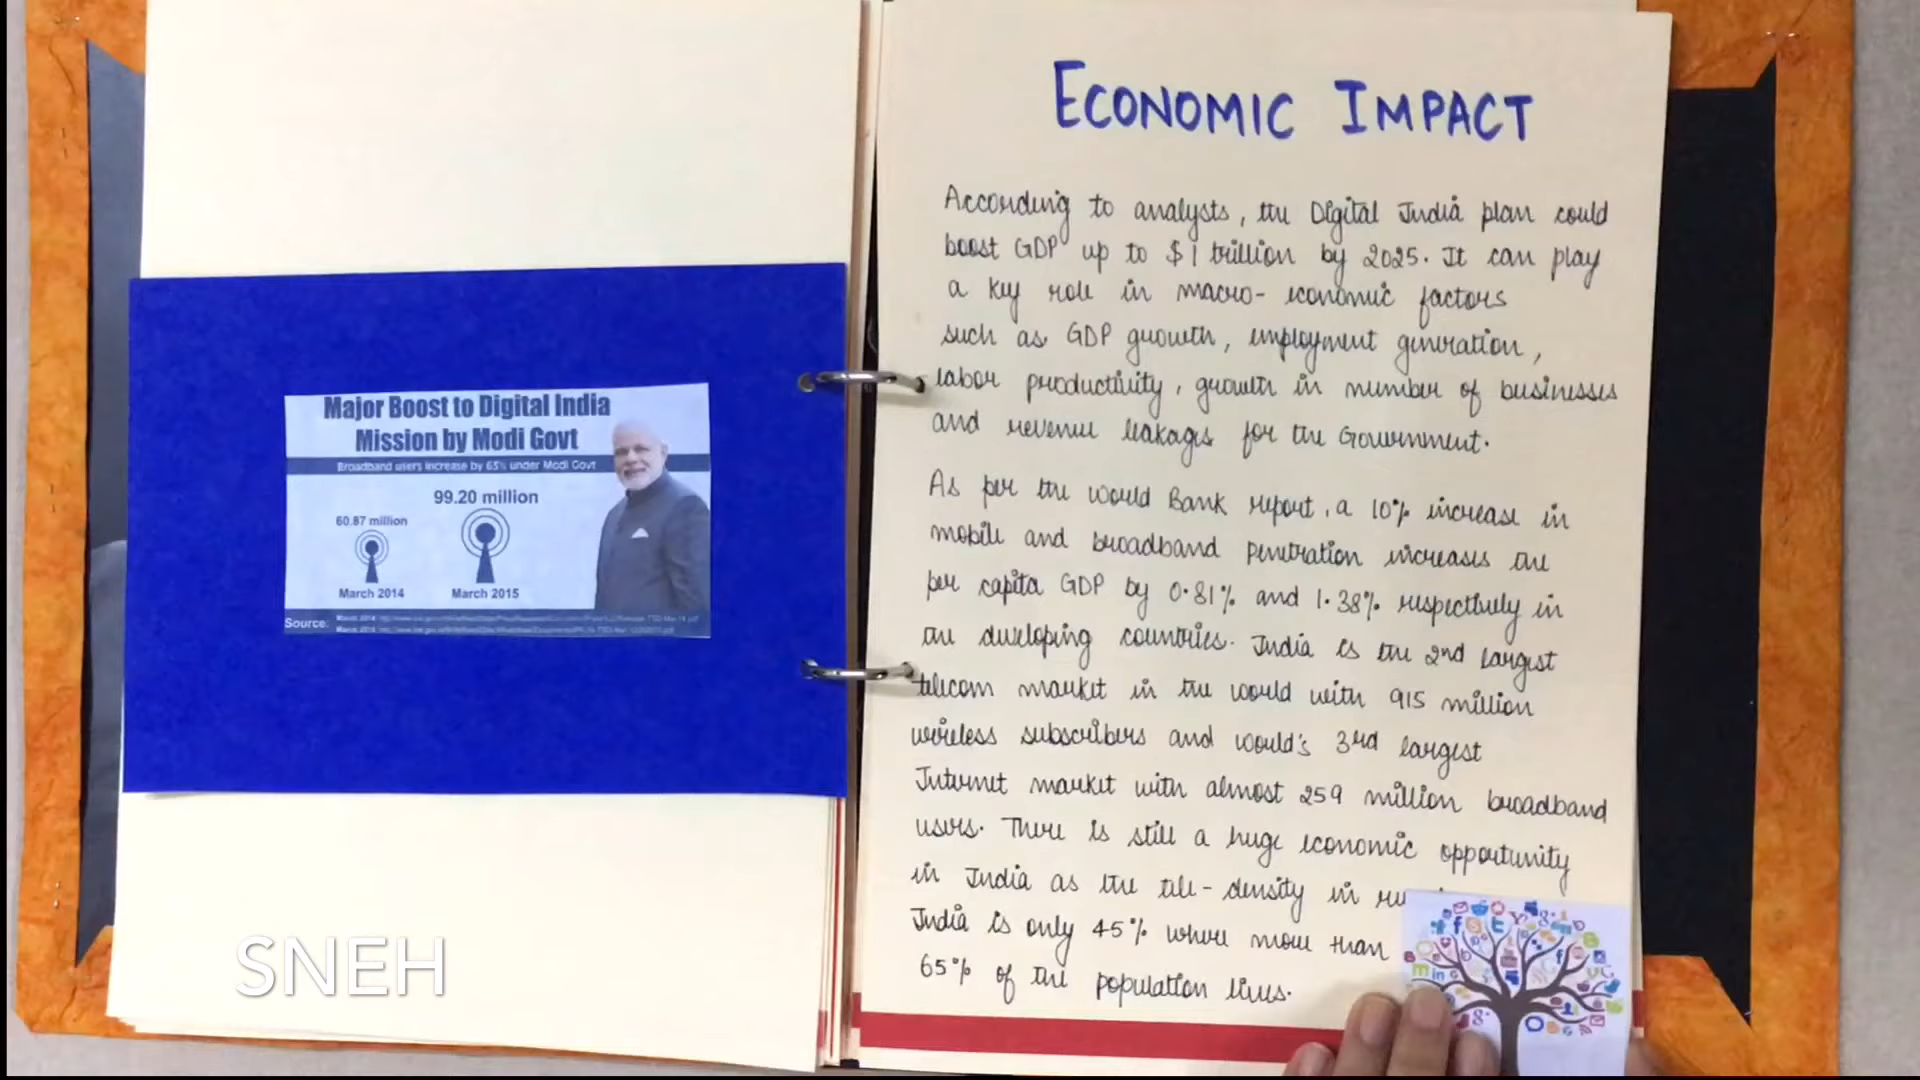 Major Boost to Digital India
Mission by Modi Govt
Broadband users increase by 63% under Modi Govt
99.20 million
60.87 million
March 2014
March 2015
Source:
SNEH
ECONOMIC IMPACT
According to analysts, the Digital India plan could
boost GDP up to $1 trillion by 2025. It can play
a key role in macro-economic factors
such as GDP growth, employment generation,
labor productivity, growth in number of businesses
and revenue leakages for the Government.
As per the world Bank report, a 10% increase in
mobile and broadband penetration increases the
per capita GDP by 0.81% and 1.38% respectively in
the developing countries. India is the 2nd largest
telecom market in the world with 915 million
wireless subscribers and world's 3rd largest
Internet market with almost 259 million broadband
users. There is still a huge economic opportunity
in India as the tele-density in
India is only 45% where more than
65% of the population lives.